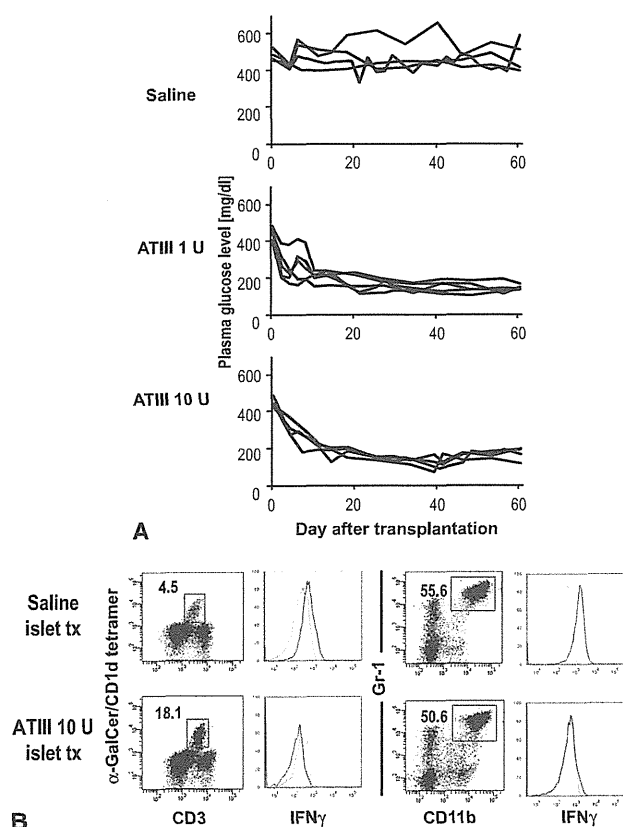 600
400
200
0
0 20 40 60
Saline
600
400
200
0
0 20 40 60
ATIII 1 U
Plasma glucose level [mg/dl]
600
400
200
0
0 20 40 60
ATIII 10 U
A
Day after transplantation
Saline
islet tx
4.5
55.6
ATIII 10 U
islet tx
18.1
50.6
α-GalCer/CD1d tetramer
Gr-1
B
CD3
IFNγ
CD11b
IFNγ